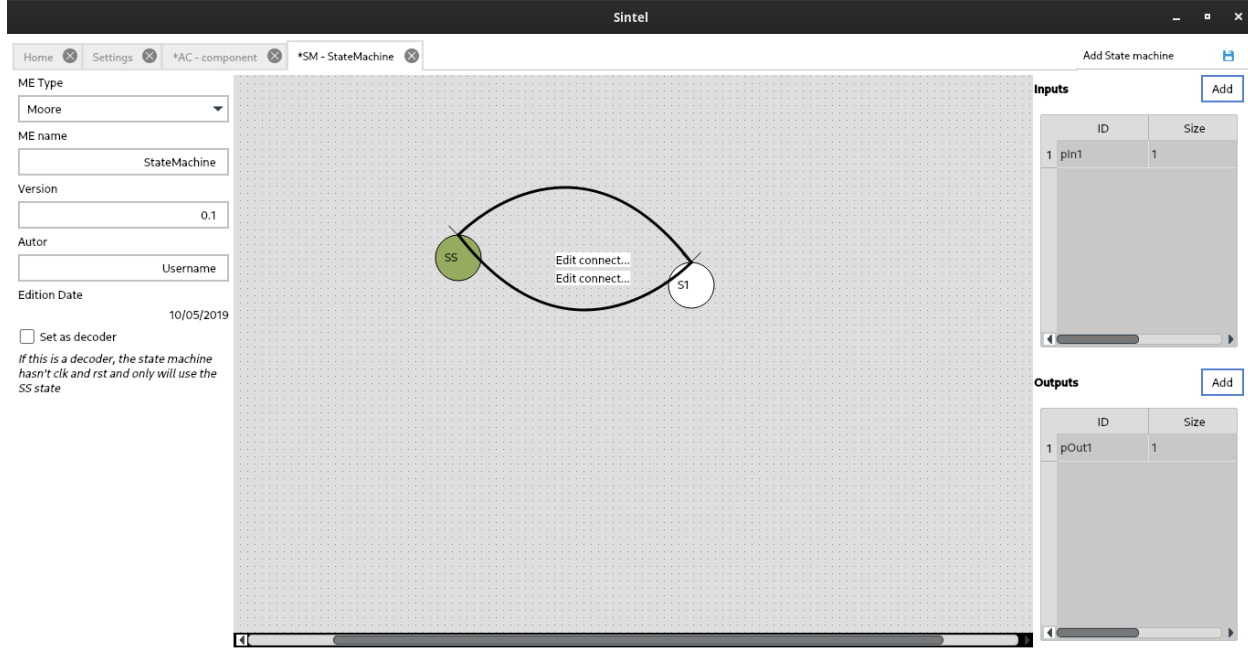 Sintel
Home
Settings
*AC - component
*SM - StateMachine
Add State machine
ME Type
Moore
ME name
StateMachine
Version
0.1
Autor
Username
Edition Date
10/05/2019
Set as decoder
If this is a decoder, the state machine
hasn't clk and rst and only will use the
SS state
SS
Edit connect...
Edit connect...
S1
Inputs
Add
ID Size
1 pIn1 1
Outputs
Add
ID Size
1 pOut1 1